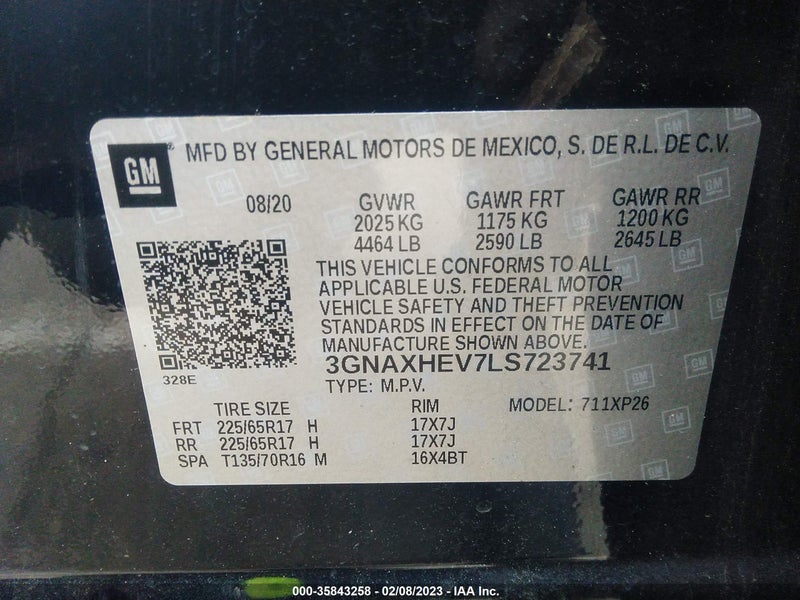 GM ® MFD BY GENERAL MOTORS DE MEXICO, S. DE R.L. DE C.V.
08/20 GVWR GAWR FRT GAWR RR
2025 KG 1175 KG 1200 KG
4464 LB 2590 LB 2645 LB
THIS VEHICLE CONFORMS TO ALL
APPLICABLE U.S. FEDERAL MOTOR
VEHICLE SAFETY AND THEFT PREVENTION
STANDARDS IN EFFECT ON THE DATE OF
MANUFACTURE SHOWN ABOVE.
3GNAXHEV7LS723741
328E
TYPE: M.P.V.
TIRE SIZE RIM MODEL: 711XP26
FRT 225/65R17 H 17X7J
RR 225/65R17 H 17X7J
SPA T135/70R16 M 16X4BT
000-35843258 - 02/08/2023 - IAA Inc.